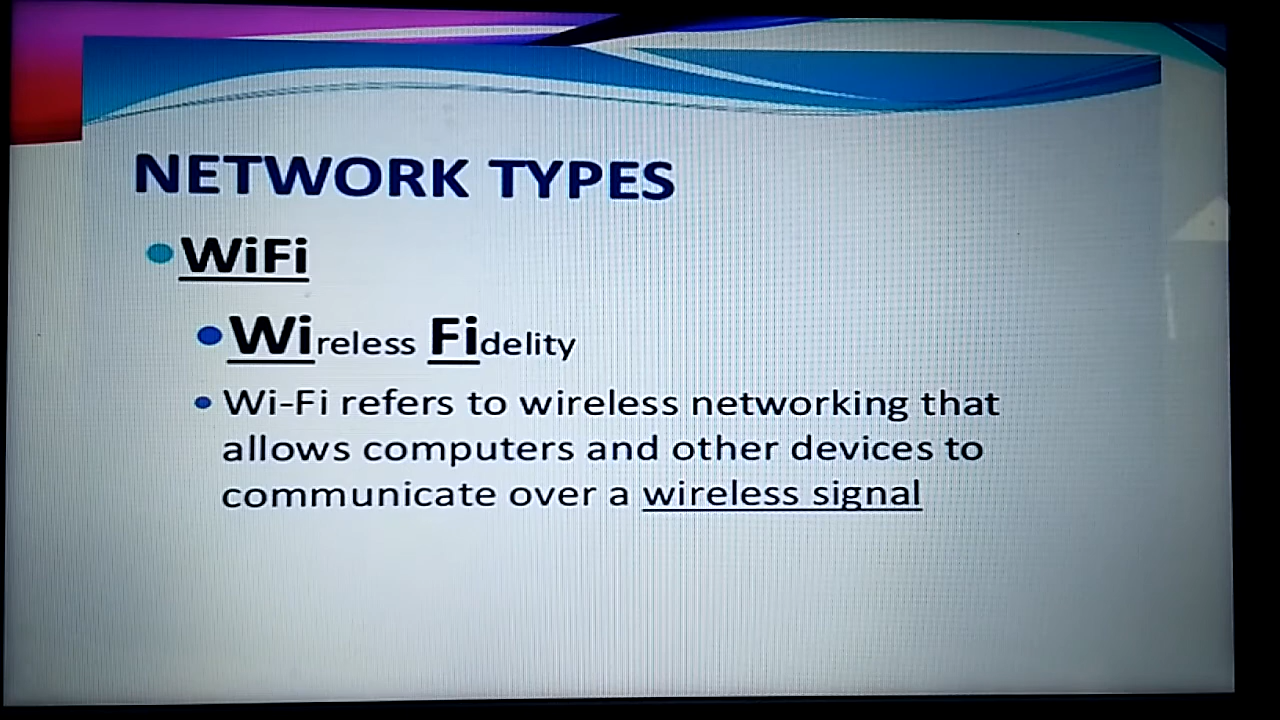 NETWORK TYPES
WiFi
Wireless Fidelity
Wi-Fi refers to wireless networking that
allows computers and other devices to
communicate over a wireless signal